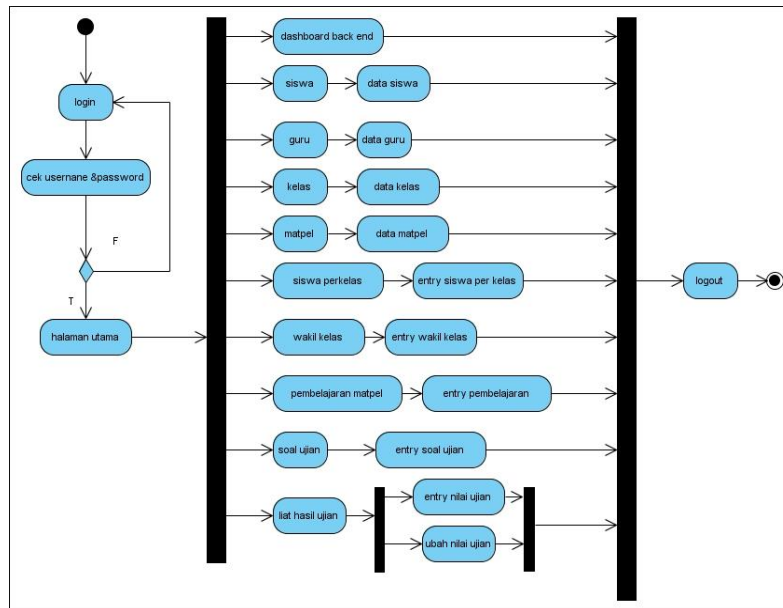 login
cek usernane &password
F
T
halaman utama
dashboard back end
siswa
data siswa
guru
data guru
kelas
data kelas
matpel
data matpel
siswa perkelas
entry siswa per kelas
wakil kelas
entry wakil kelas
pembelajaran matpel
entry pembelajaran
soal ujian
entry soal ujian
liat hasil ujian
entry nilai ujian
ubah nilai ujian
logout